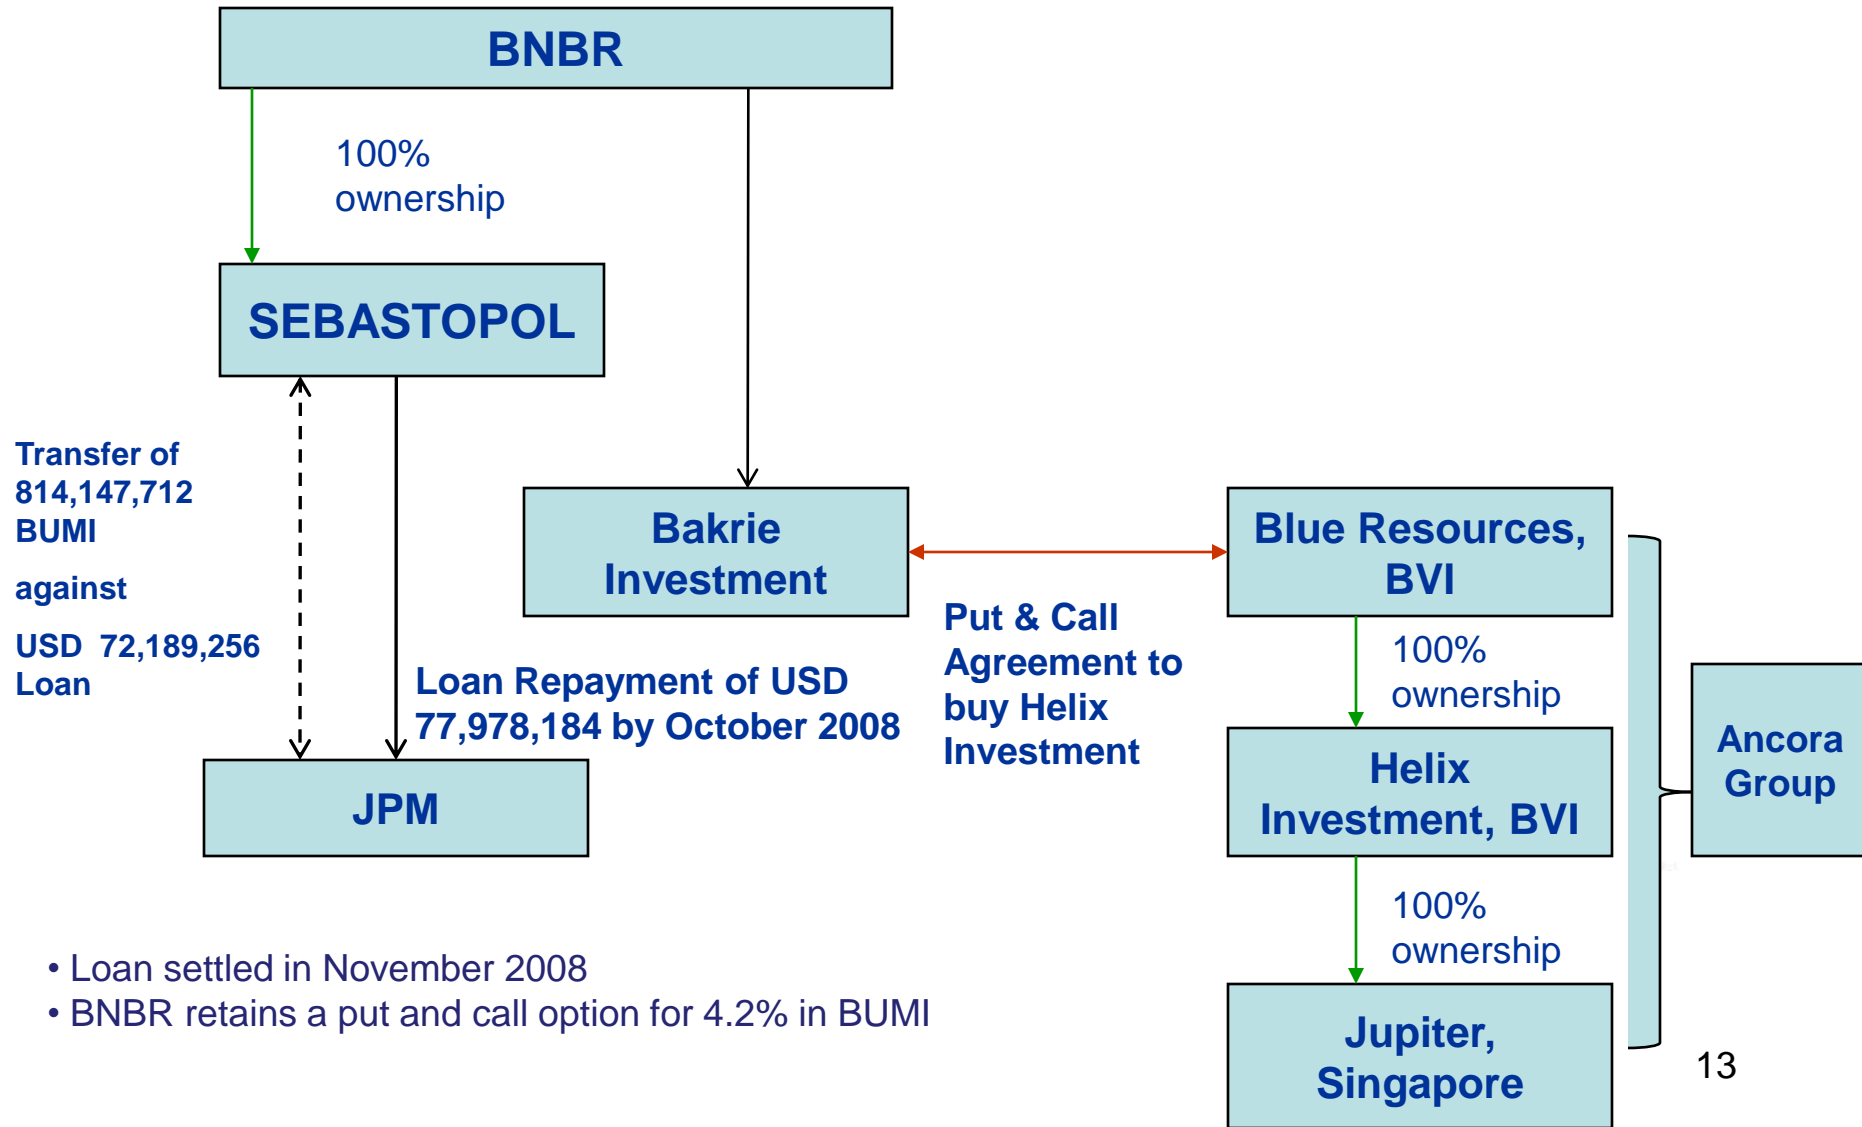 BNBR
100%
ownership
SEBASTOPOL
Transfer of
814,147,712
BUMI
against
USD 72,189,256
Loan
Loan Repayment of USD
77,978,184 by October 2008
JPM
Bakrie
Investment
Put & Call
Agreement to
buy Helix
Investment
Blue Resources,
BVI
100%
ownership
Helix
Investment, BVI
100%
ownership
Jupiter,
Singapore
Ancora
Group
• Loan settled in November 2008
• BNBR retains a put and call option for 4.2% in BUMI
13